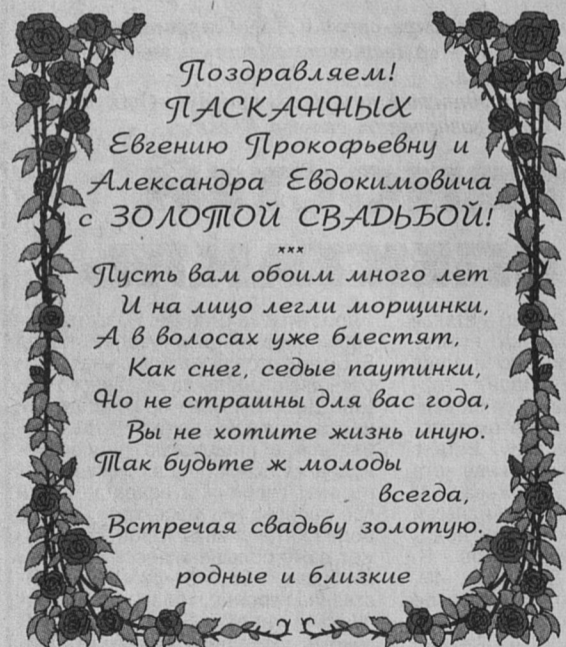 Поздравляем!
ПАСКАННЫХ
Евгению Прокофьевну и
Александра Евдокимовича
с ЗОЛОТОЙ СВАДЬБОЙ!
×××
Пусть вам обоим много лет
И на лицо легли морщинки,
А в волосах уже блестят,
Как снег, седые паутинки,
Но не страшны для вас года,
Вы не хотите жизнь иную.
Так будьте ж молоды
всегда,
Встречая свадьбу золотую.
родные и близкие